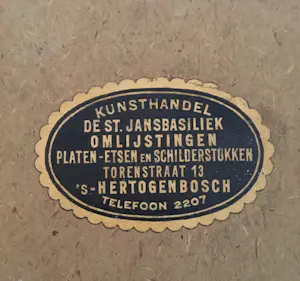 KUNSTHANDEL
DE ST. JANSBASILIEK
OMLIJSTINGEN
PLATEN-ETSEN EN SCHILDERSTUKKEN
TORENSTRAAT 13
'S-HERTOGENBOSCH
TELEFOON 2207